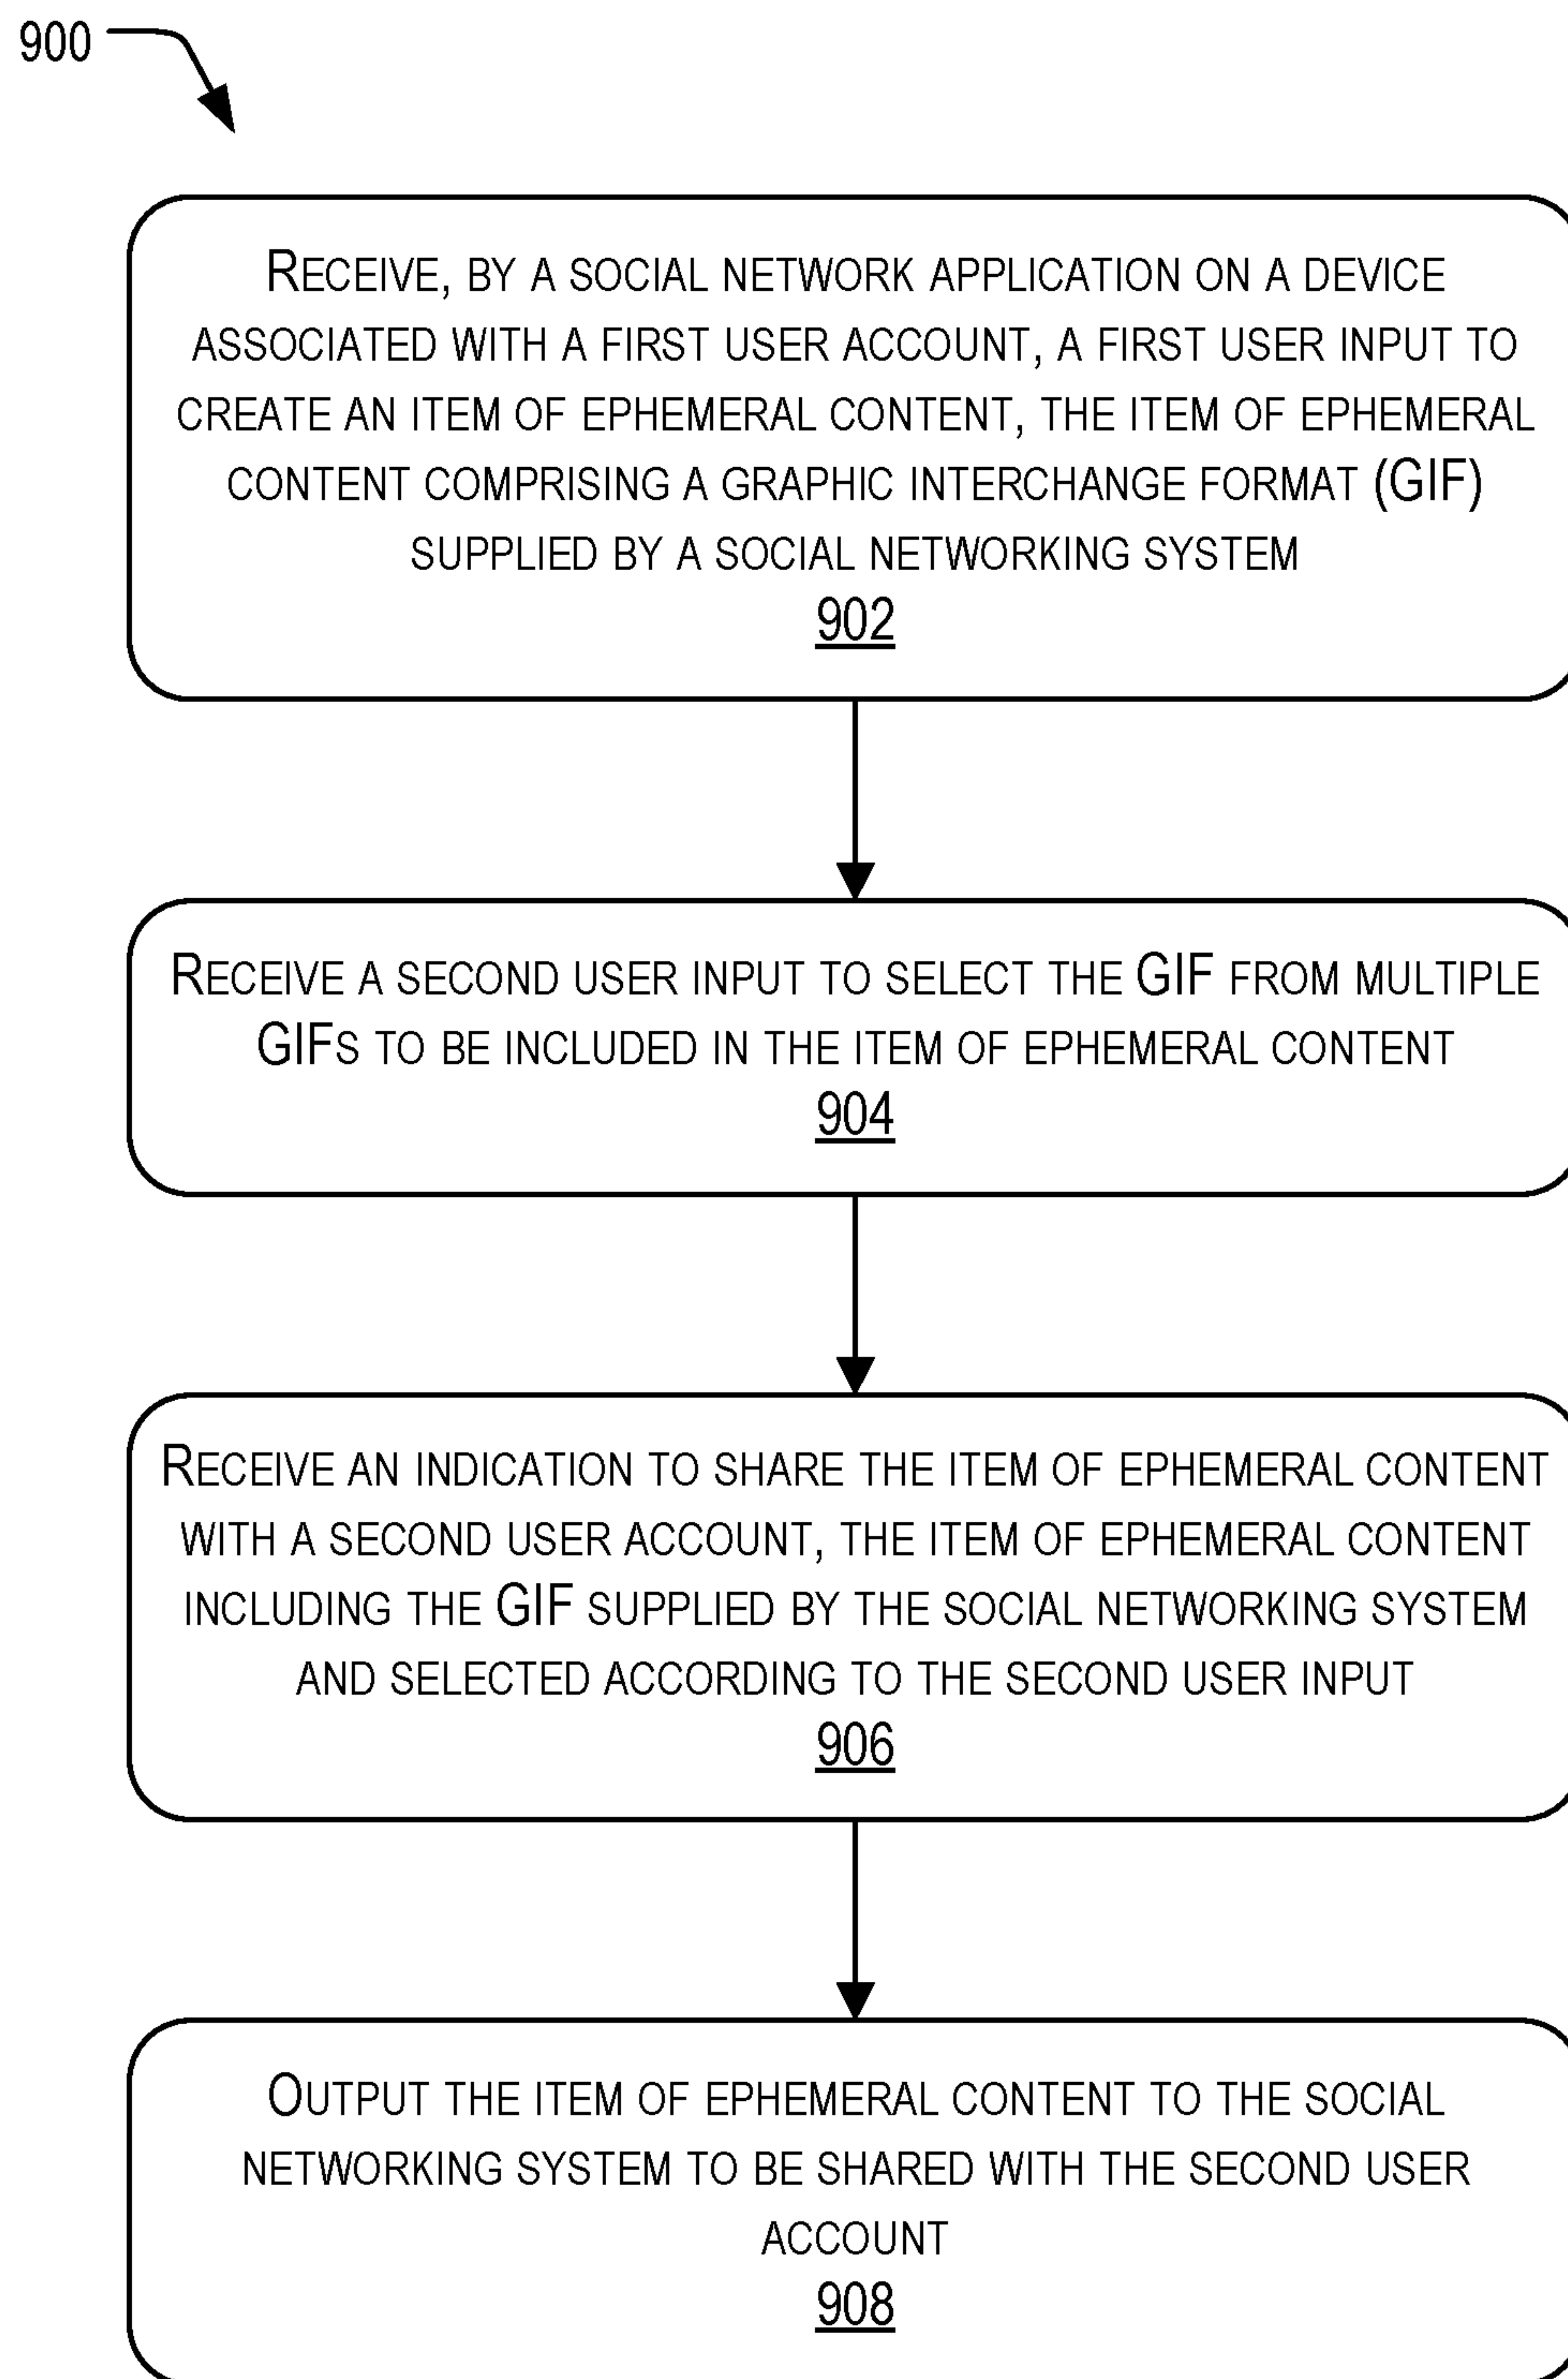 900
RECEIVE, BY A SOCIAL NETWORK APPLICATION ON A DEVICE
ASSOCIATED WITH A FIRST USER ACCOUNT, A FIRST USER INPUT TO
CREATE AN ITEM OF EPHEMERAL CONTENT, THE ITEM OF EPHEMERAL
CONTENT COMPRISING A GRAPHIC INTERCHANGE FORMAT (GIF)
SUPPLIED BY A SOCIAL NETWORKING SYSTEM
902
RECEIVE A SECOND USER INPUT TO SELECT THE GIF FROM MULTIPLE
GIFS TO BE INCLUDED IN THE ITEM OF EPHEMERAL CONTENT
904
RECEIVE AN INDICATION TO SHARE THE ITEM OF EPHEMERAL CONTENT
WITH A SECOND USER ACCOUNT, THE ITEM OF EPHEMERAL CONTENT
INCLUDING THE GIF SUPPLIED BY THE SOCIAL NETWORKING SYSTEM
AND SELECTED ACCORDING TO THE SECOND USER INPUT
906
OUTPUT THE ITEM OF EPHEMERAL CONTENT TO THE SOCIAL
NETWORKING SYSTEM TO BE SHARED WITH THE SECOND USER
ACCOUNT
908